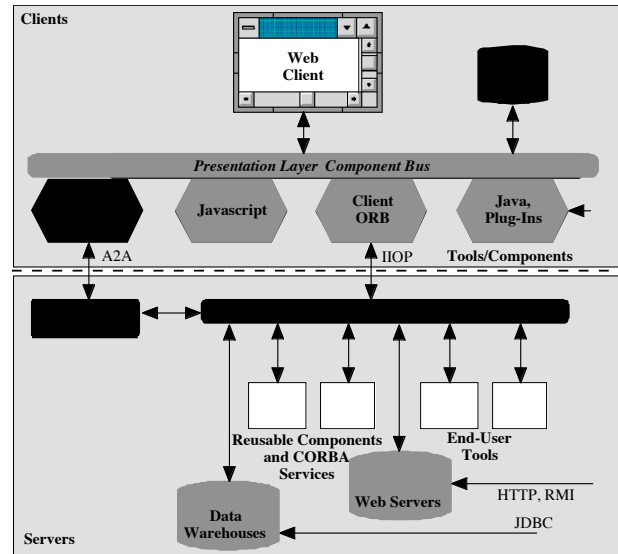 Clients
Web
Client
Presentation Layer Component Bus
Javascript
Client
ORB
Java,
Plug-Ins
A2A
IIOP
Tools/Components
Reusable Components
and CORBA
Services
End-User
Tools
Web Servers
HTTP, RMI
Data
Warehouses
JDBC
Servers